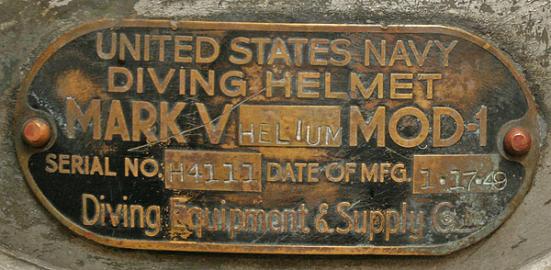 UNITED STATES NAVY
DIVING HELMET
MARK V HELIUM MOD-1
SERIAL NO. H4111 DATE OF MFG. 1·17·49
Diving Equipment & Supply Co.